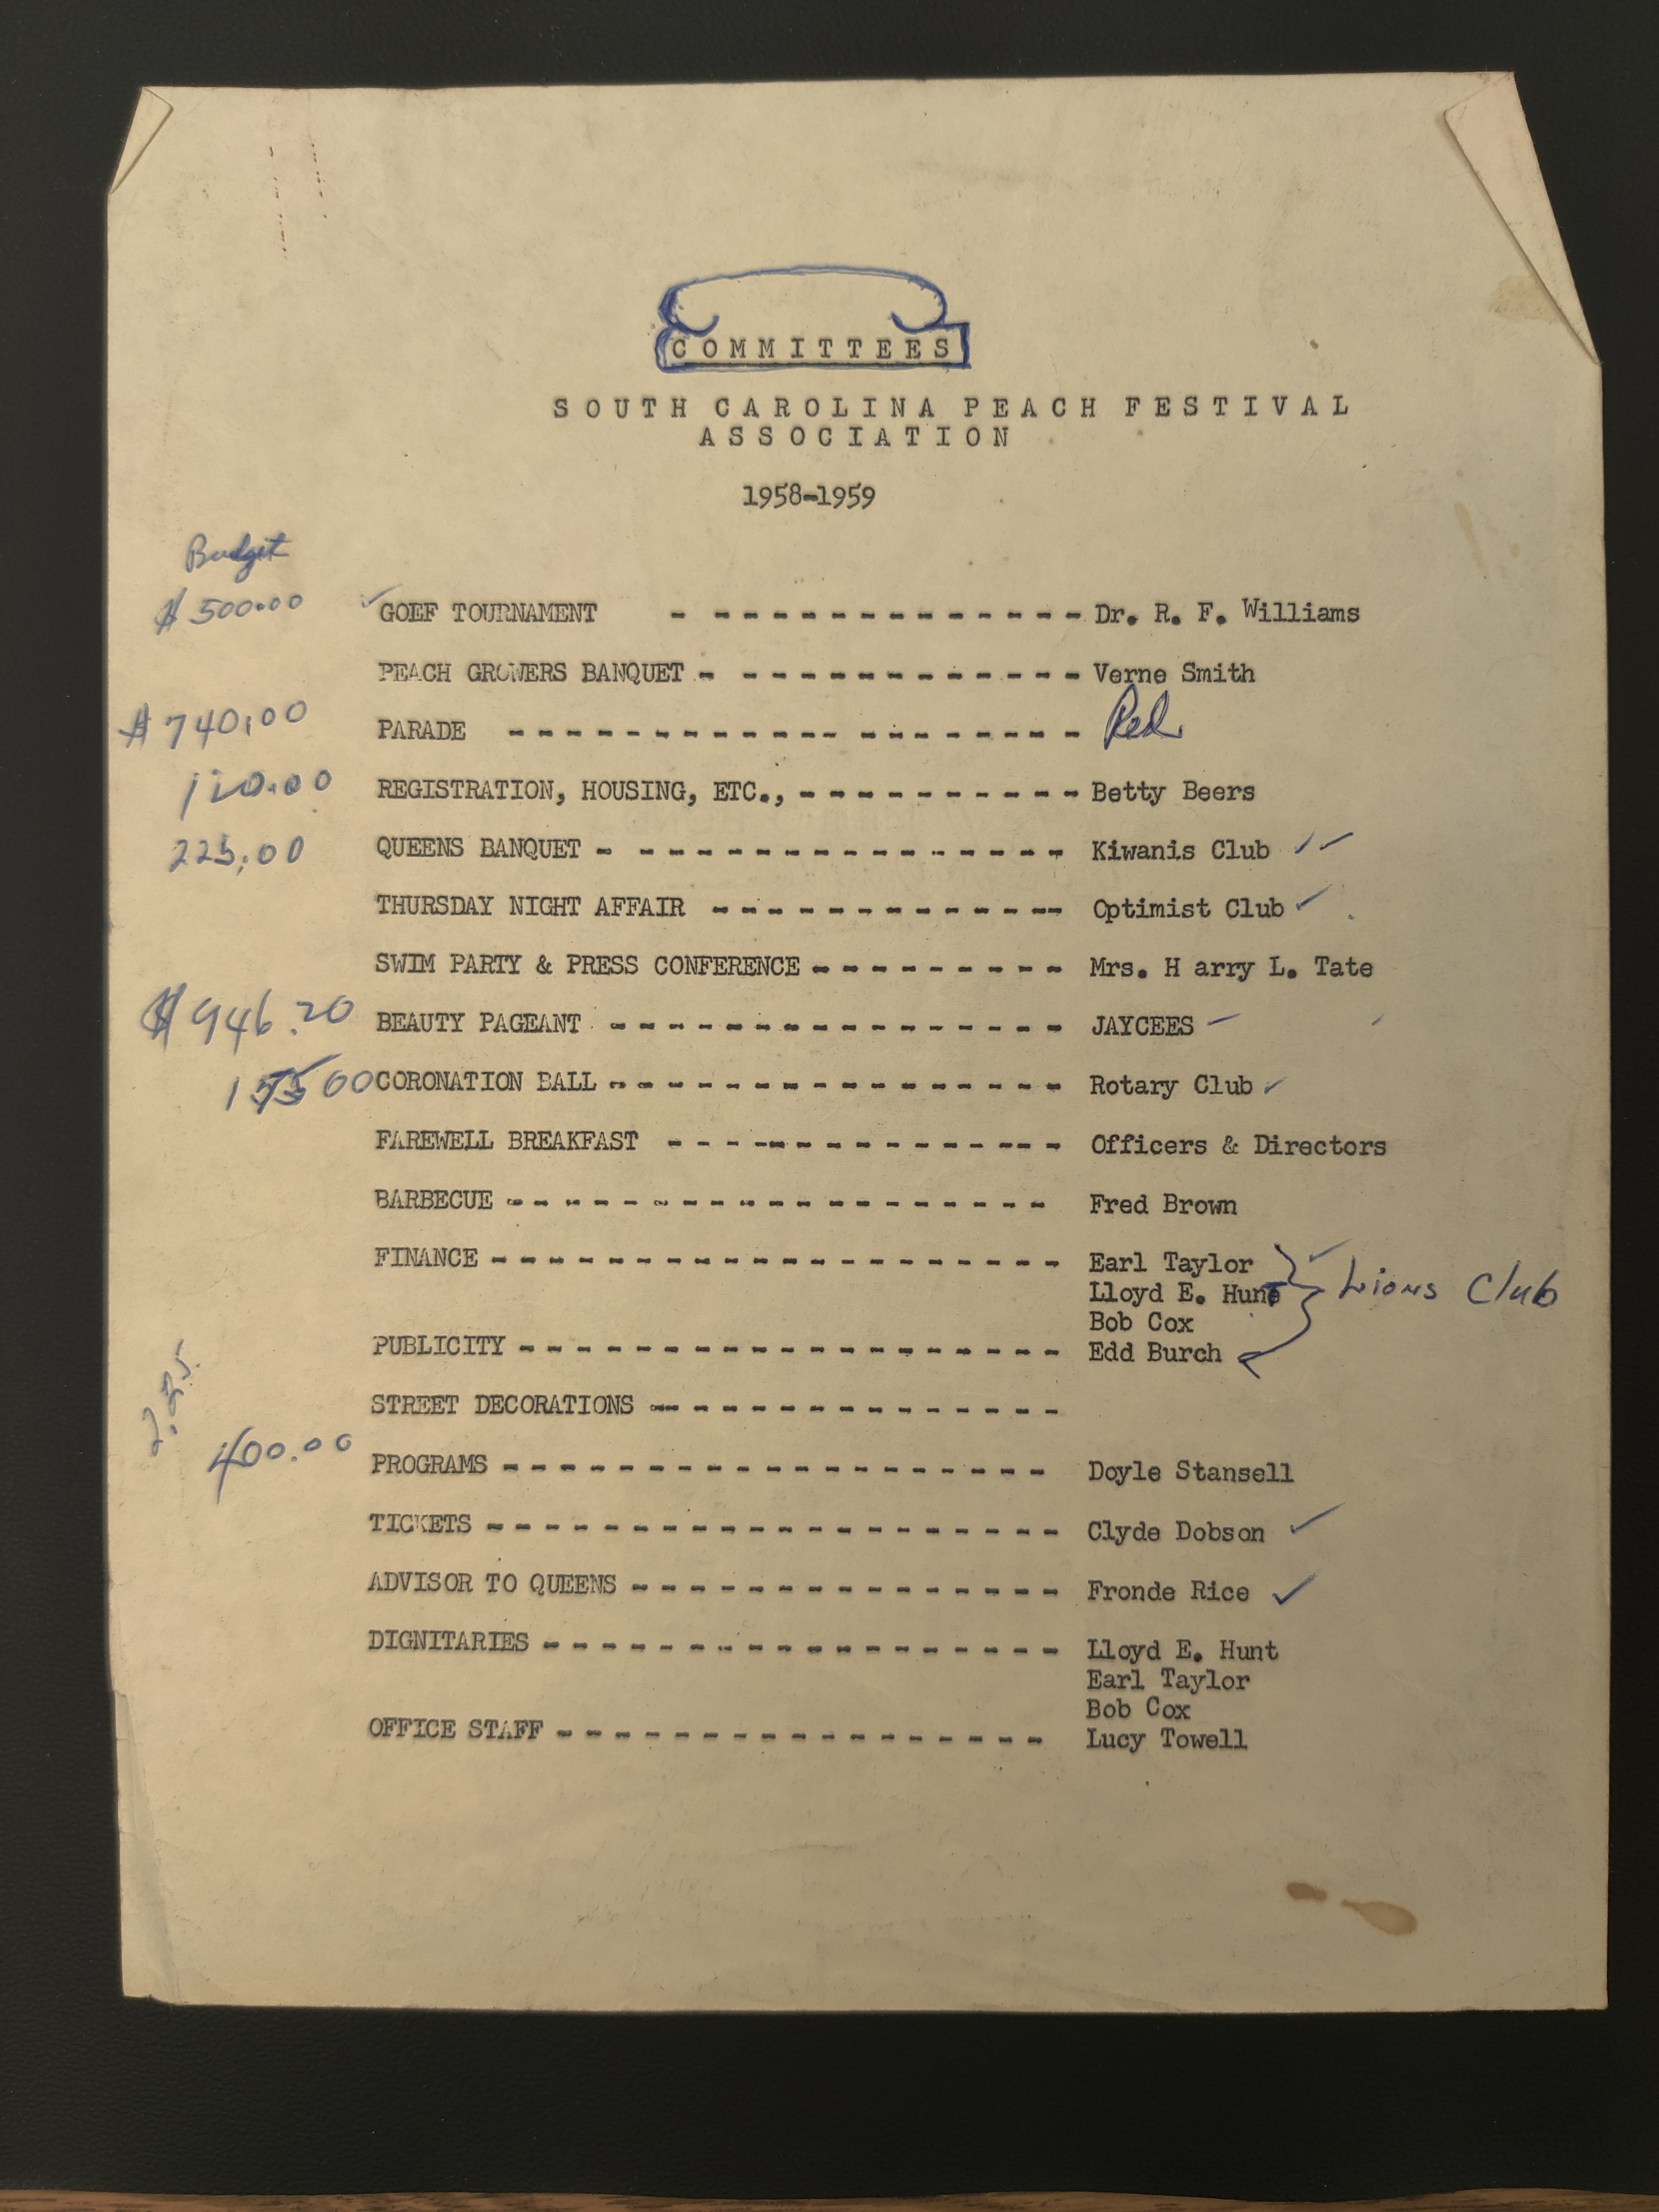 COMMITTEES
SOUTH CAROLINA PEACH FESTIVAL
ASSOCIATION
1958-1959
Budget
$500.00 ✓GOLF TOURNAMENT - - - - - - - - - - - - - - Dr. R. F. Williams
PEACH GROWERS BANQUET - - - - - - - - - - - - - Verne Smith
$740.00 PARADE - - - - - - - - - - - - - - - - - - - - Red
120.00 REGISTRATION, HOUSING, ETC., - - - - - - - - - - Betty Beers
225.00 QUEENS BANQUET - - - - - - - - - - - - - - - - Kiwanis Club ✓✓
THURSDAY NIGHT AFFAIR - - - - - - - - - - - - - Optimist Club ✓
SWIM PARTY & PRESS CONFERENCE - - - - - - - - - Mrs. H arry L. Tate
$946.20 BEAUTY PAGEANT - - - - - - - - - - - - - - - - JAYCEES ✓
00 CORONATION BALL - - - - - - - - - - - - - - - - Rotary Club ✓
FAREWELL BREAKFAST - - - - - - - - - - - - - - Officers & Directors
BARBECUE - - - - - - - - - - - - - - - - - - - Fred Brown
FINANCE - - - - - - - - - - - - - - - - - - - - Earl Taylor ✓
Lloyd E. Hunt Lions Club
Bob Cox
PUBLICITY - - - - - - - - - - - - - - - - - - - Edd Burch
STREET DECORATIONS - - - - - - - - - - - - - - -
400.00 PROGRAMS - - - - - - - - - - - - - - - - - - - Doyle Stansell
TICKETS - - - - - - - - - - - - - - - - - - - - Clyde Dobson ✓
ADVISOR TO QUEENS - - - - - - - - - - - - - - - Fronde Rice ✓
DIGNITARIES - - - - - - - - - - - - - - - - - - Lloyd E. Hunt
Earl Taylor
Bob Cox
OFFICE STAFF - - - - - - - - - - - - - - - - - Lucy Towell